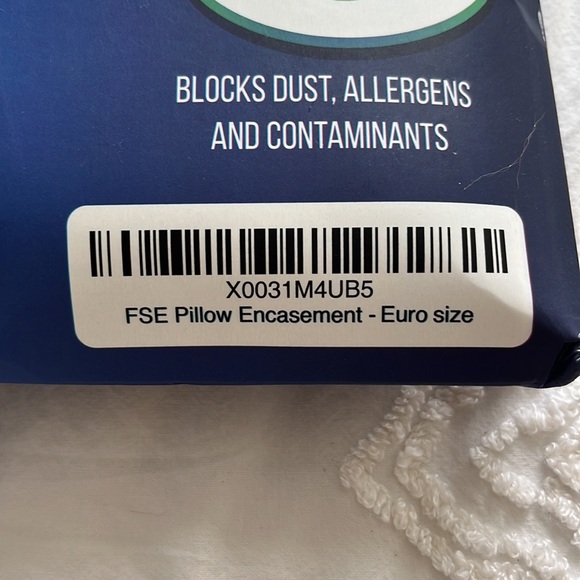 BLOCKS DUST, ALLERGENS
AND CONTAMINANTS
X0031M4UB5
FSE Pillow Encasement - Euro size